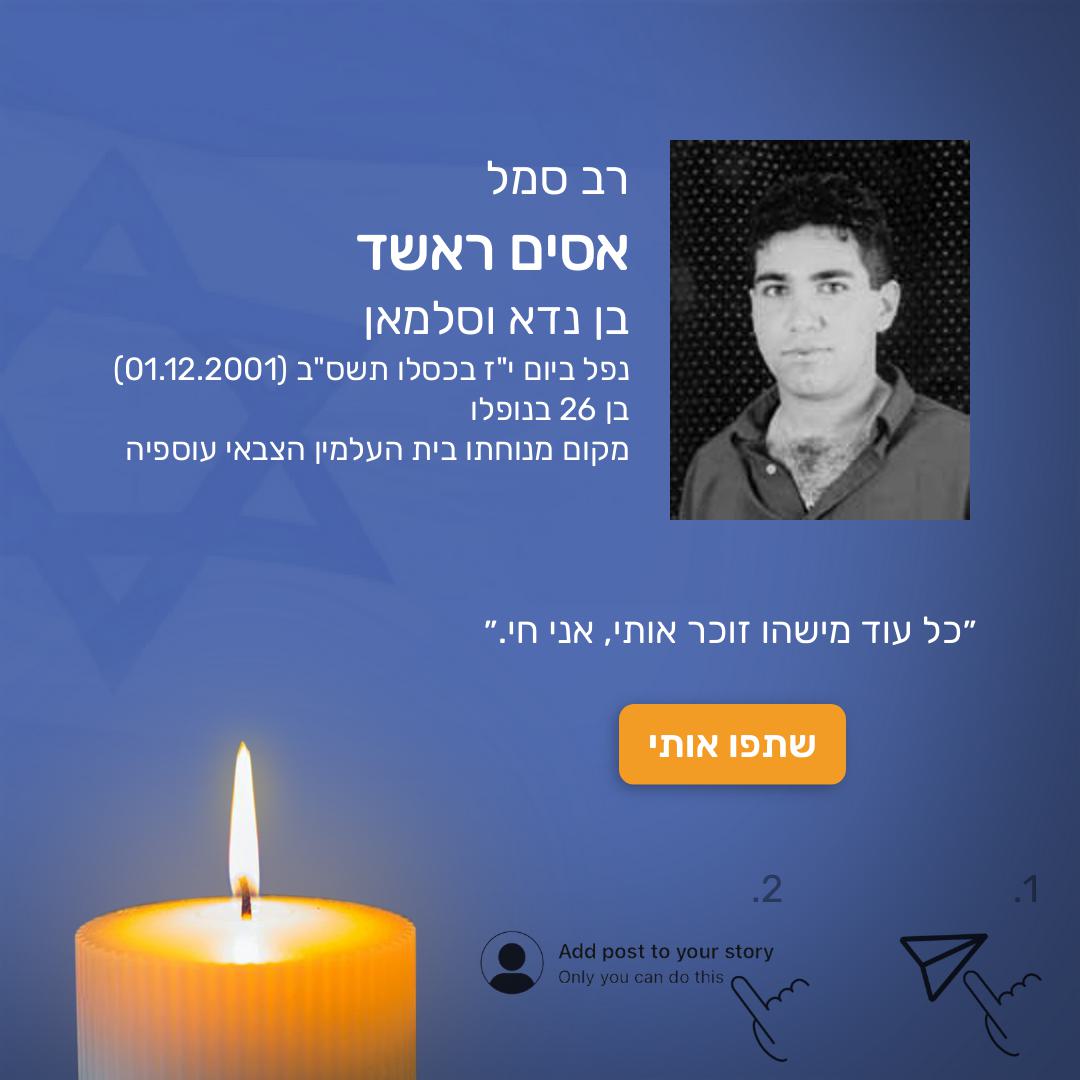 רב סמל
אסים ראשד
בן נדא וסלמאן
נפל ביום י"ז בכסלו תשס"ב (01.12.2001)
בן 26 בנופלו
מקום מנוחתו בית העלמין הצבאי עוספיה
״כל עוד מישהו זוכר אותי, אני חי.״
שתפו אותי
1.
2.
Add post to your story
Only you can do this